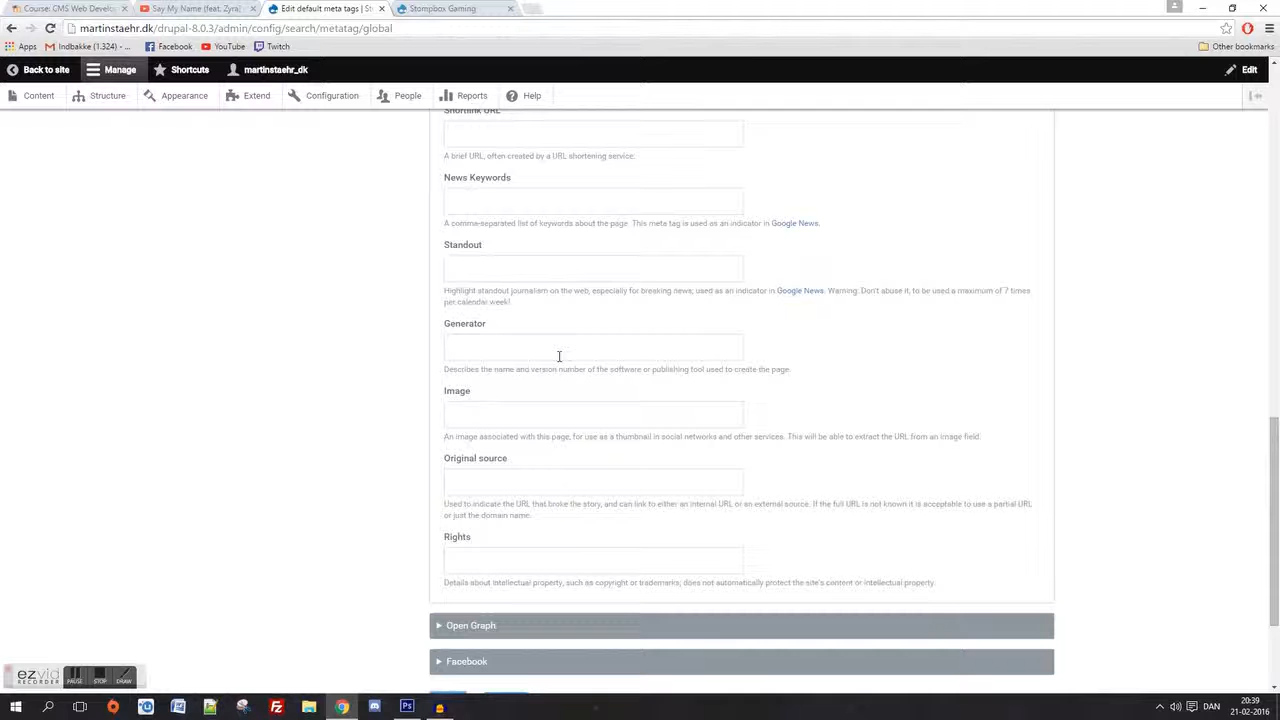 Course: CMS Web Devel
Say My Name (feat. Zyra)
Edit default meta tags | St
Stompbox Gaming
martinstaehr.dk/drupal-8.0.3/admin/config/search/metatag/global
Apps
Indbakke (1.324) -
Facebook
YouTube
Twitch
Other bookmarks
Back to site
Manage
Shortcuts
martinstaehr_dk
Edit
Content
Structure
Appearance
Extend
Configuration
People
Reports
Help
Shortlink URL
A brief URL, often created by a URL shortening service.
News Keywords
A comma-separated list of keywords about the page. This meta tag is used as an indicator in Google News.
Standout
Highlight standout journalism on the web, especially for breaking news; used as an indicator in Google News. Warning: Don't abuse it, to be used a maximum of 7 times
per calendar week!
Generator
Describes the name and version number of the software or publishing tool used to create the page.
Image
An image associated with this page, for use as a thumbnail in social networks and other services. This will be able to extract the URL from an image field.
Original source
Used to indicate the URL that broke the story, and can link to either an internal URL or an external source. If the full URL is not known it is acceptable to use a partial URL
or just the domain name.
Rights
Details about intellectual property, such as copyright or trademarks; does not automatically protect the site's content or intellectual property.
Open Graph
Facebook
ezvid
RECORDER
PAUSE
STOP
DRAW
DAN
20:39
21-02-2016